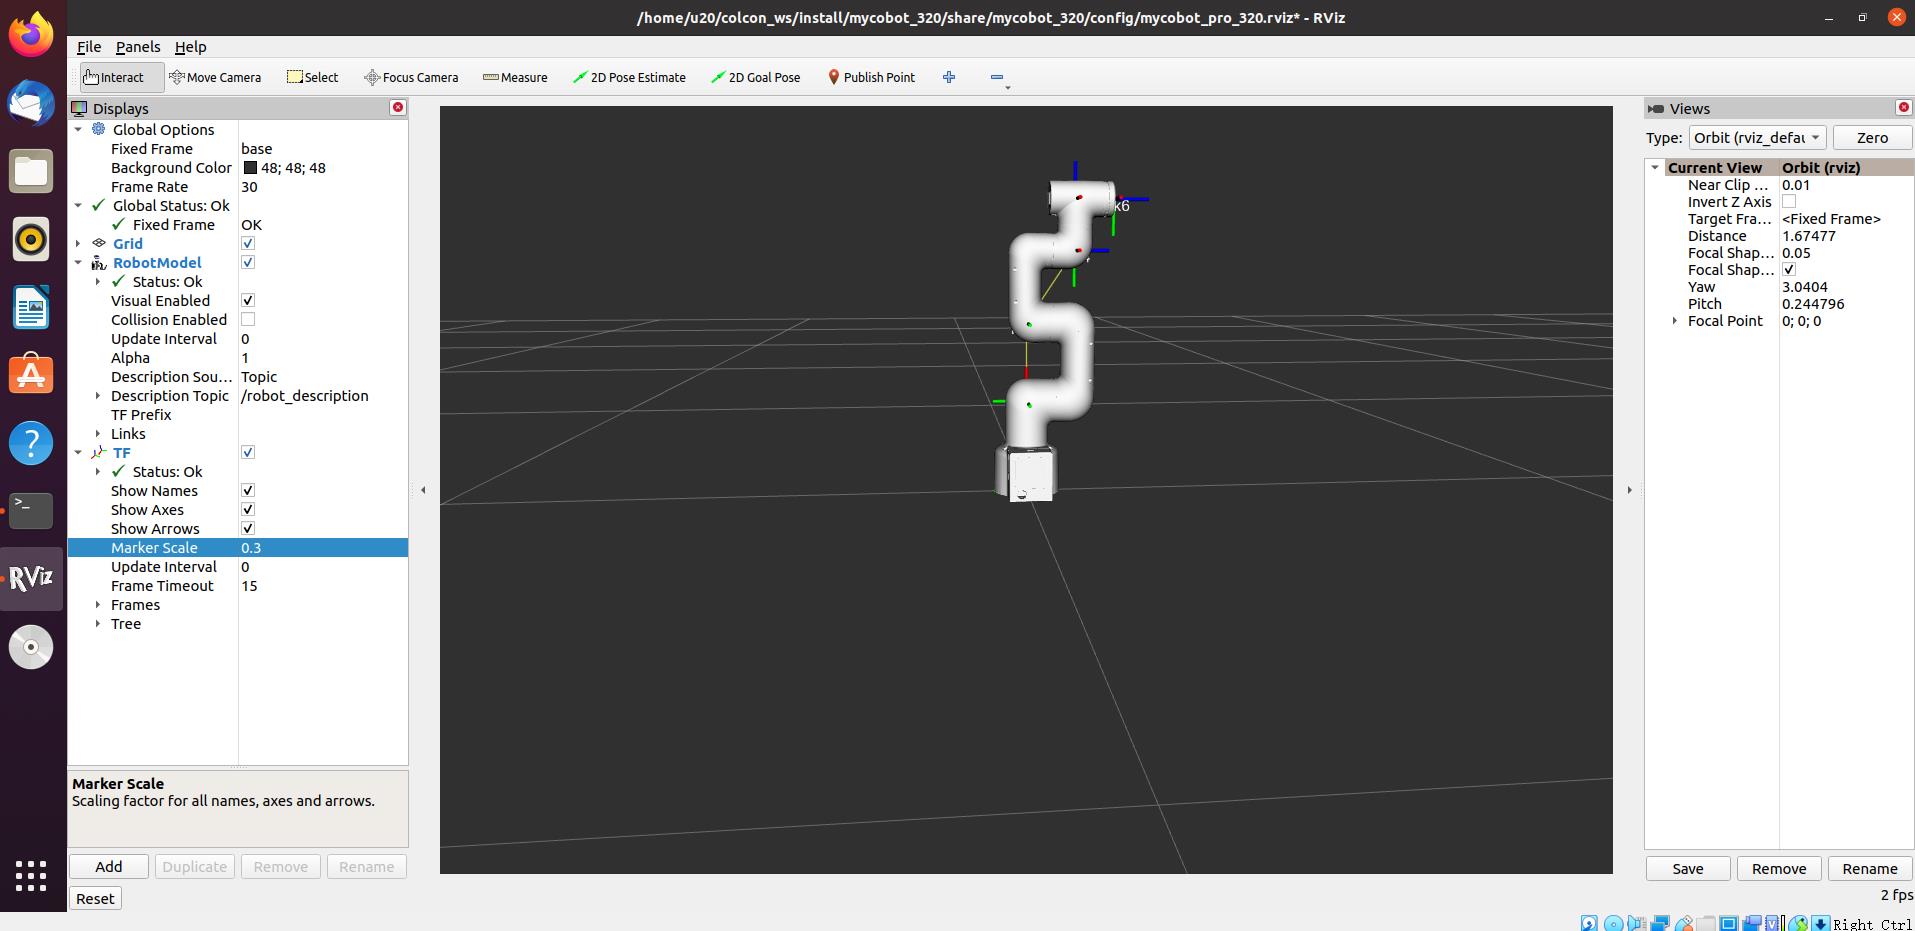 /home/u20/colcon_ws/install/mycobot_320/share/mycobot_320/config/mycobot_pro_320.rviz* - RViz
File Panels Help
Interact Move Camera Select Focus Camera Measure 2D Pose Estimate 2D Goal Pose Publish Point
Displays
Global Options
Fixed Frame base
Background Color 48; 48; 48
Frame Rate 30
Global Status: Ok
Fixed Frame OK
Grid
RobotModel
Status: Ok
Visual Enabled
Collision Enabled
Update Interval 0
Alpha 1
Description Sou... Topic
Description Topic /robot_description
TF Prefix
Links
TF
Status: Ok
Show Names
Show Axes
Show Arrows
Marker Scale 0.3
Update Interval 0
Frame Timeout 15
Frames
Tree
Marker Scale
Scaling factor for all names, axes and arrows.
Add Duplicate Remove Rename
Reset
RViz
k6
Views
Type: Orbit (rviz_defau Zero
Current View Orbit (rviz)
Near Clip ... 0.01
Invert Z Axis
Target Fra... <Fixed Frame>
Distance 1.67477
Focal Shap... 0.05
Focal Shap...
Yaw 3.0404
Pitch 0.244796
Focal Point 0; 0; 0
Save Remove Rename
2 fps
Right Ctrl